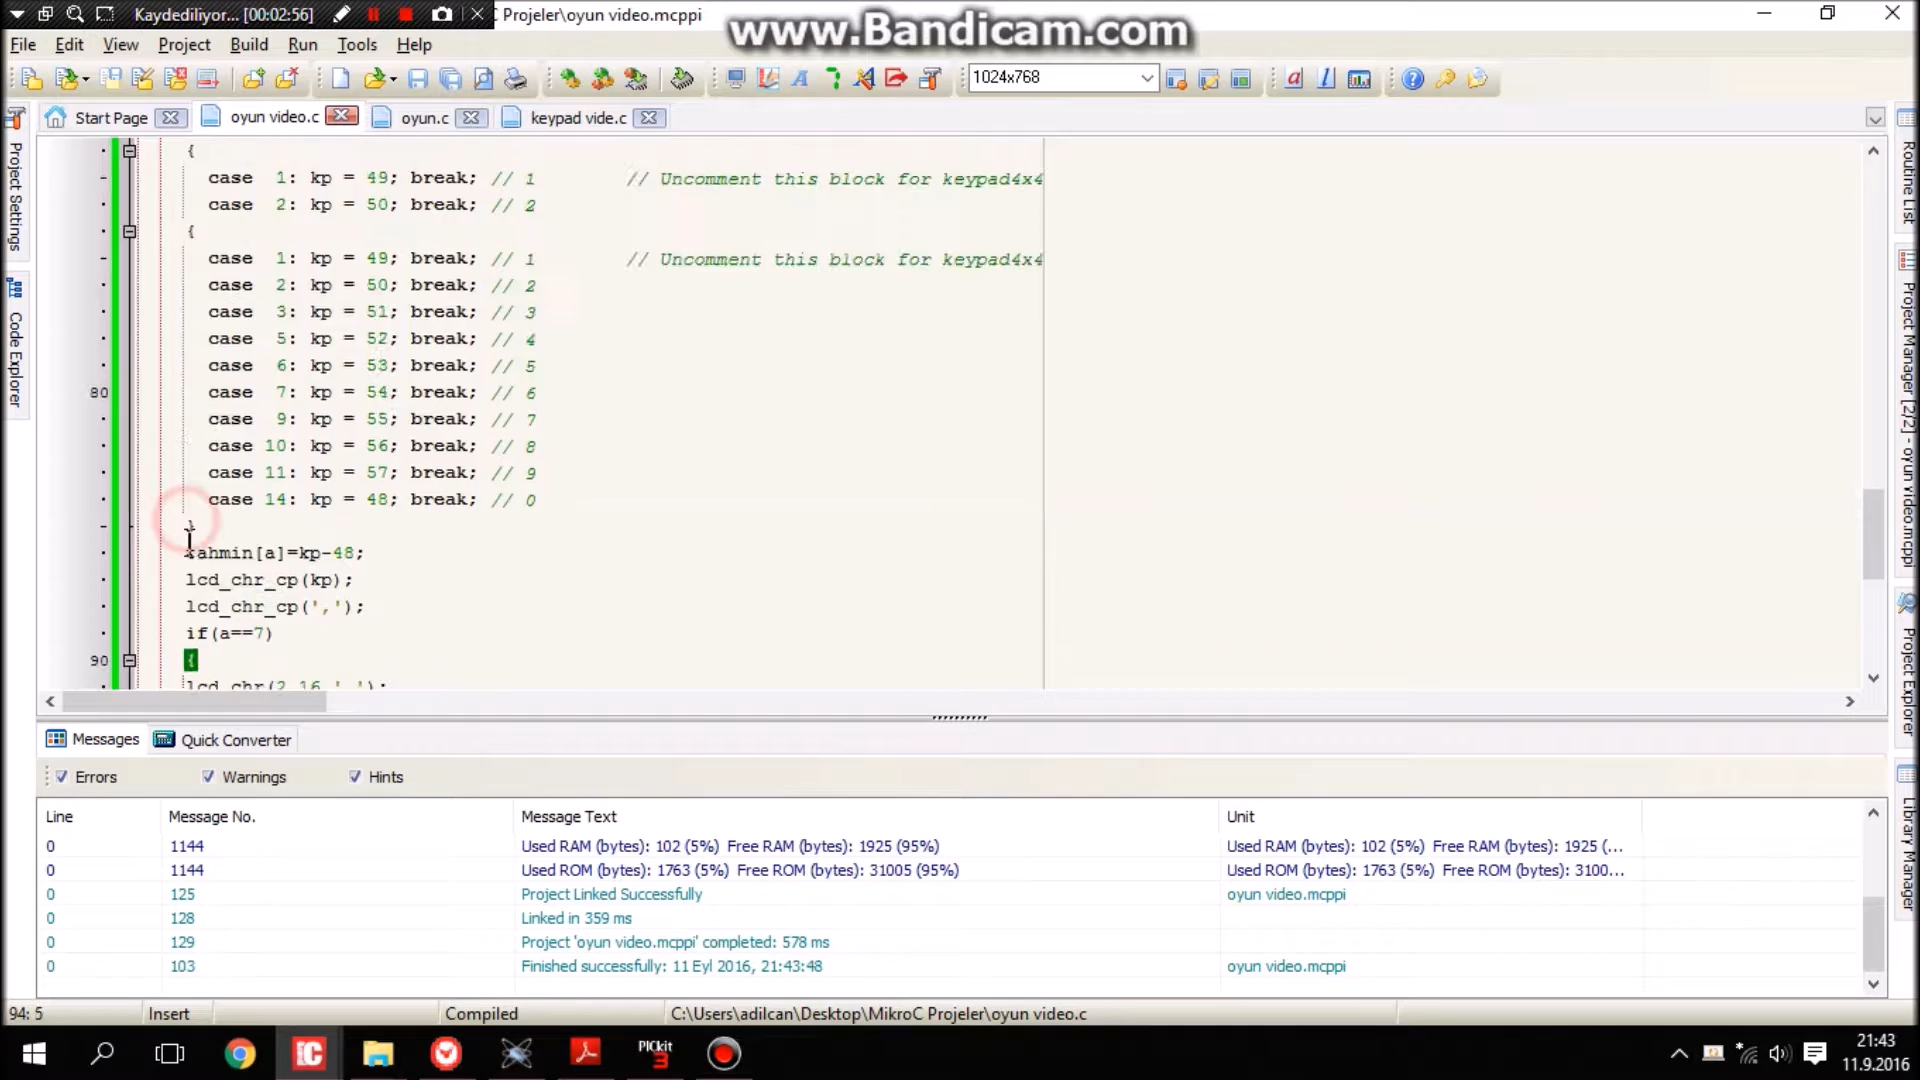 Kaydediliyor... [00:02:56]
C Projeler\oyun video.mcppi
www.Bandicam.com
File Edit View Project Build Run Tools Help
1024x768
Start Page oyun video.c oyun.c keypad vide.c
{
case 1: kp = 49; break; // 1 // Uncomment this block for keypad4x4
case 2: kp = 50; break; // 2
{
case 1: kp = 49; break; // 1 // Uncomment this block for keypad4x4
case 2: kp = 50; break; // 2
case 3: kp = 51; break; // 3
case 5: kp = 52; break; // 4
case 6: kp = 53; break; // 5
80 case 7: kp = 54; break; // 6
case 9: kp = 55; break; // 7
case 10: kp = 56; break; // 8
case 11: kp = 57; break; // 9
case 14: kp = 48; break; // 0
}
tahmin[a]=kp-48;
lcd_chr_cp(kp);
lcd_chr_cp(',');
if(a==7)
90 {
lcd_chr(2,16,' ');
Project Settings
Code Explorer
Routine List
Project Manager [2/2] - oyun video.mcppi
Project Explorer
Library Manager
Messages Quick Converter
Errors Warnings Hints
Line Message No. Message Text Unit
0 1144 Used RAM (bytes): 102 (5%) Free RAM (bytes): 1925 (95%) Used RAM (bytes): 102 (5%) Free RAM (bytes): 1925 (...
0 1144 Used ROM (bytes): 1763 (5%) Free ROM (bytes): 31005 (95%) Used ROM (bytes): 1763 (5%) Free ROM (bytes): 3100...
0 125 Project Linked Successfully oyun video.mcppi
0 128 Linked in 359 ms
0 129 Project 'oyun video.mcppi' completed: 578 ms
0 103 Finished successfully: 11 Eyl 2016, 21:43:48 oyun video.mcppi
94: 5 Insert Compiled C:\Users\adilcan\Desktop\MikroC Projeler\oyun video.c
PICkit
3
21:43
11.9.2016